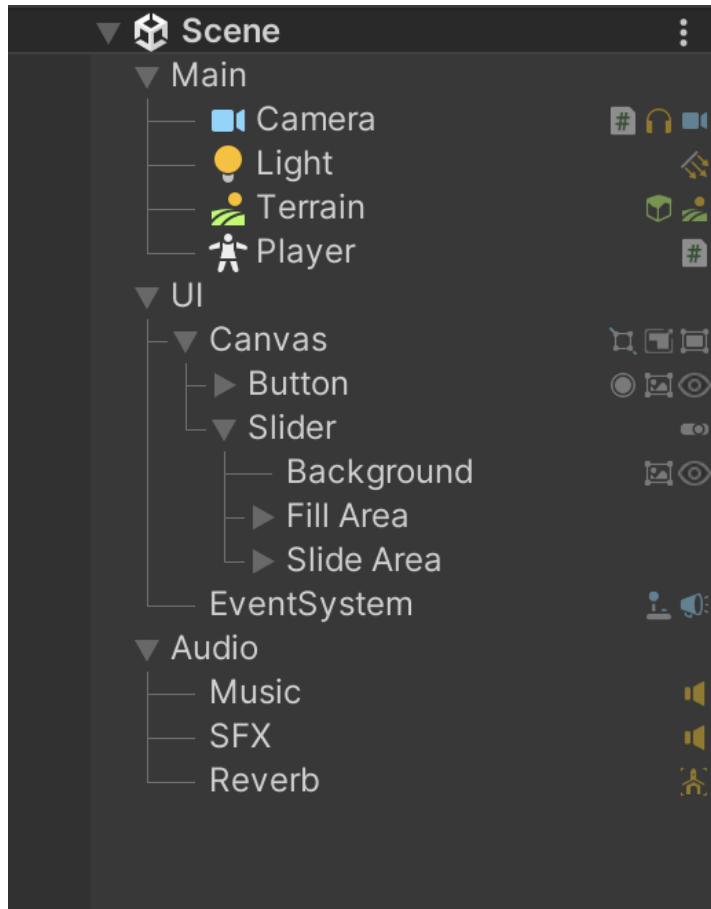 Scene
Main
Camera
Light
Terrain
Player
UI
Canvas
Button
Slider
Background
Fill Area
Slide Area
EventSystem
Audio
Music
SFX
Reverb